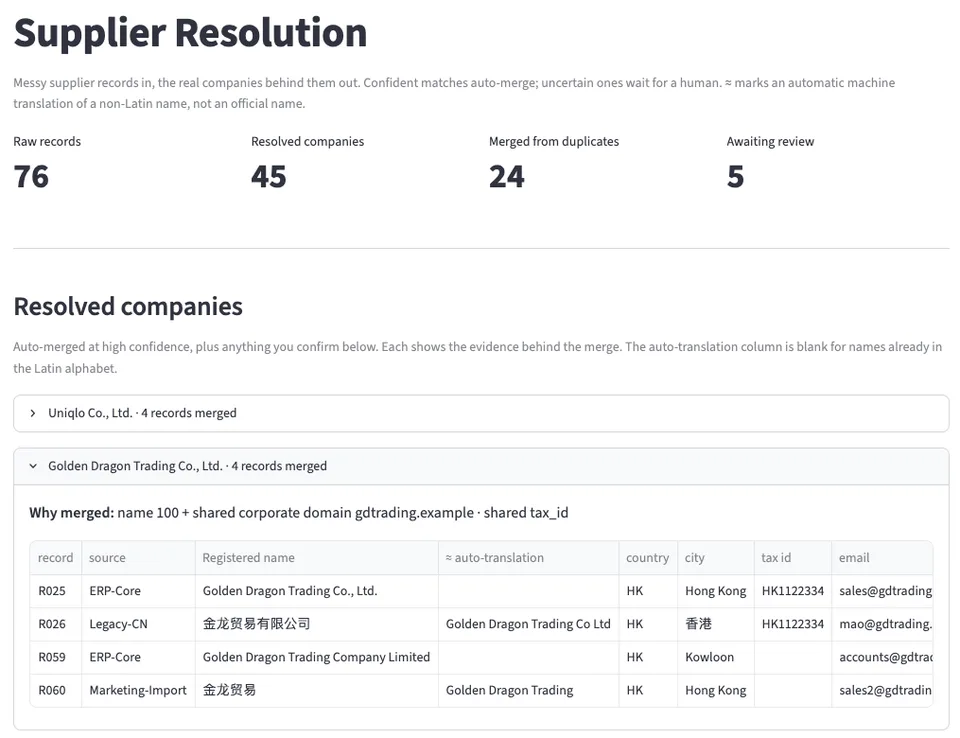 Supplier Resolution
Messy supplier records in, the real companies behind them out. Confident matches auto-merge; uncertain ones wait for a human. ≈ marks an automatic machine
translation of a non-Latin name, not an official name.
Raw records Resolved companies Merged from duplicates Awaiting review
76 45 24 5
Resolved companies
Auto-merged at high confidence, plus anything you confirm below. Each shows the evidence behind the merge. The auto-translation column is blank for names already in
the Latin alphabet.
Uniqlo Co., Ltd. · 4 records merged
Golden Dragon Trading Co., Ltd. · 4 records merged
Why merged: name 100 + shared corporate domain gdtrading.example · shared tax_id
record source Registered name ≈ auto-translation country city tax id email
R025 ERP-Core Golden Dragon Trading Co., Ltd. HK Hong Kong HK1122334 sales@gdtrading
R026 Legacy-CN 金龙贸易有限公司 Golden Dragon Trading Co Ltd HK 香港 HK1122334 mao@gdtrading.
R059 ERP-Core Golden Dragon Trading Company Limited HK Kowloon accounts@gdtrad
R060 Marketing-Import 金龙贸易 Golden Dragon Trading HK Hong Kong sales2@gdtradin